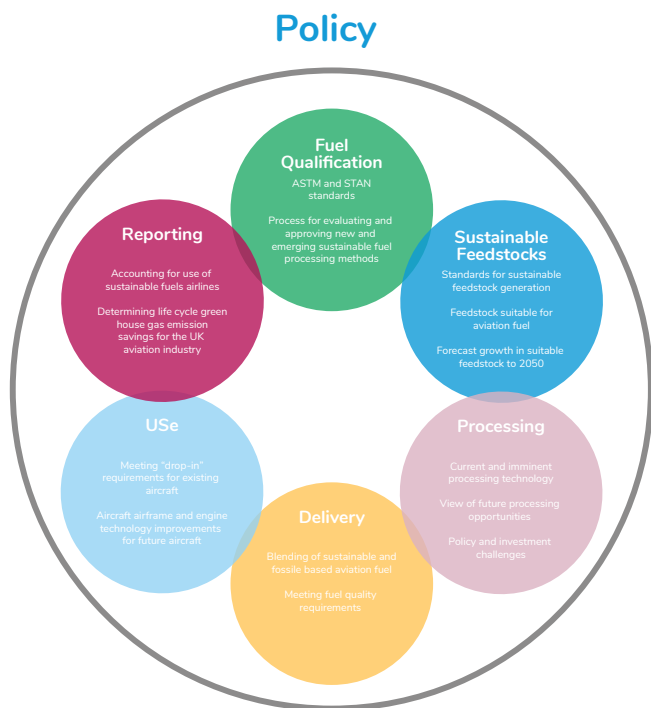 Policy
Fuel
Qualification
ASTM and STAN
standards
Process for evaluating and
approving new and
emerging sustainable fuel
processing methods
Sustainable
Feedstocks
Standards for sustainable
feedstock generation
Feedstock suitable for
aviation fuel
Forecast growth in suitable
feedstock to 2050
Processing
Current and imminent
processing technology
View of future processing
opportunities
Policy and investment
challenges
Delivery
Blending of sustainable and
fossile based aviation fuel
Meeting fuel quality
requirements
USe
Meeting “drop-in”
requirements for existing
aircraft
Aircraft airframe and engine
technology improvements
for future aircraft
Reporting
Accounting for use of
sustainable fuels airlines
Determining life cycle green
house gas emission
savings for the UK
aviation industry